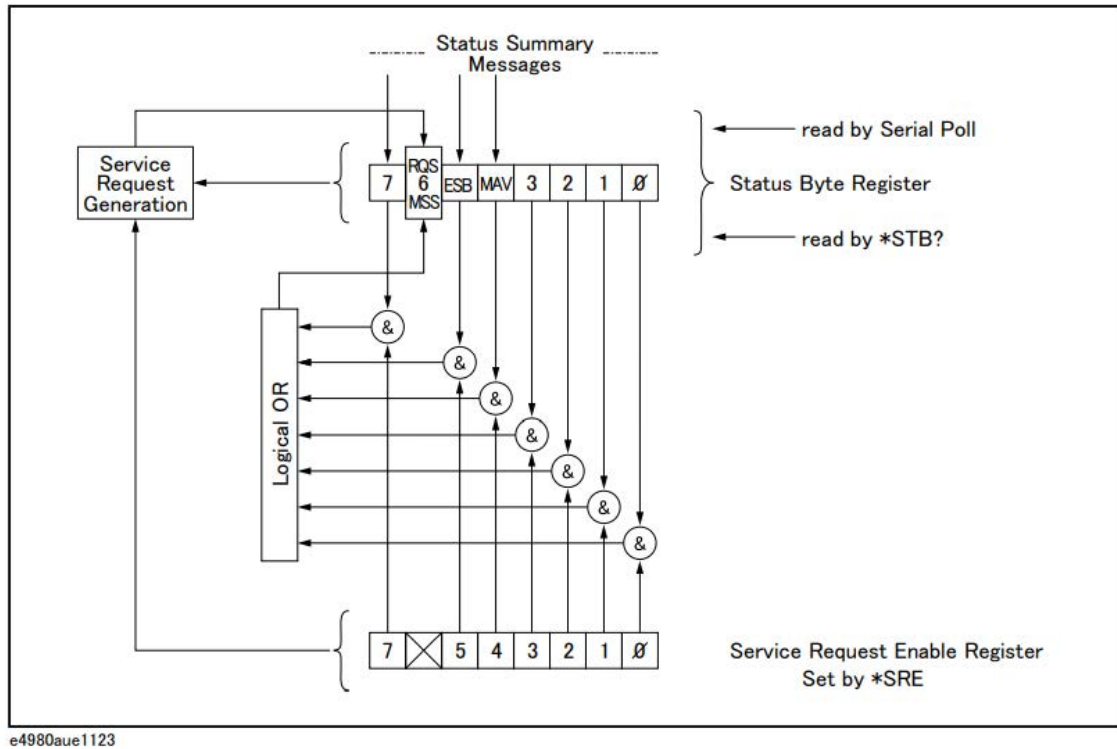 Status Summary
Messages
read by Serial Poll
Service
Request
Generation
7 RQS 6 MSS ESB MAV 3 2 1 Ø
Status Byte Register
read by *STB?
&
&
&
&
&
&
&
Logical OR
7 5 4 3 2 1 Ø
Service Request Enable Register
Set by *SRE
e4980aue1123